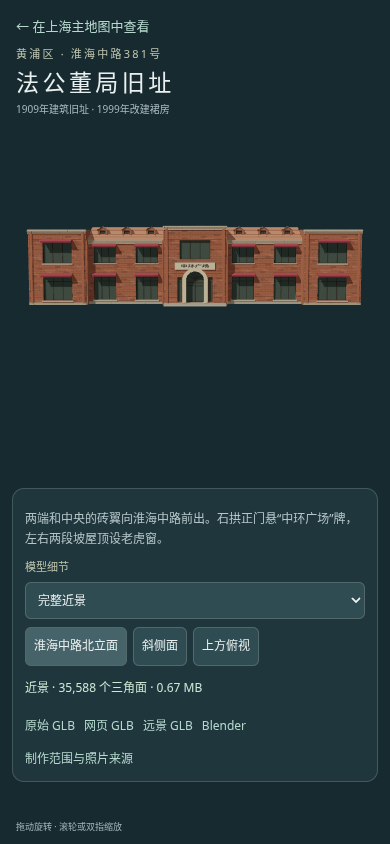 ← 在上海主地图中查看
黄浦区 · 淮海中路381号
法公董局旧址
1909年建筑旧址 · 1999年改建裙房
中环广场
两端和中央的砖翼向淮海中路前出。石拱正门悬“中环广场”牌，
左右两段坡屋顶设老虎窗。
模型细节
完整近景
淮海中路北立面 斜侧面 上方俯视
近景 · 35,588 个三角面 · 0.67 MB
原始 GLB 网页 GLB 远景 GLB Blender
制作范围与照片来源
拖动旋转 · 滚轮或双指缩放